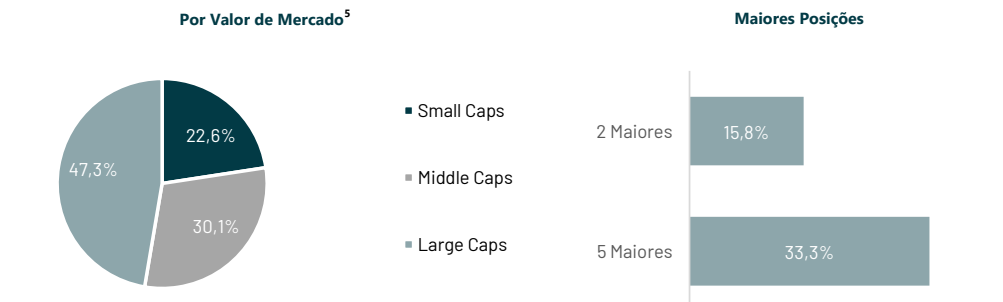 Por Valor de Mercado5
22,6%
47,3%
30,1%
Small Caps
Middle Caps
Large Caps
Maiores Posições
2 Maiores
15,8%
5 Maiores
33,3%